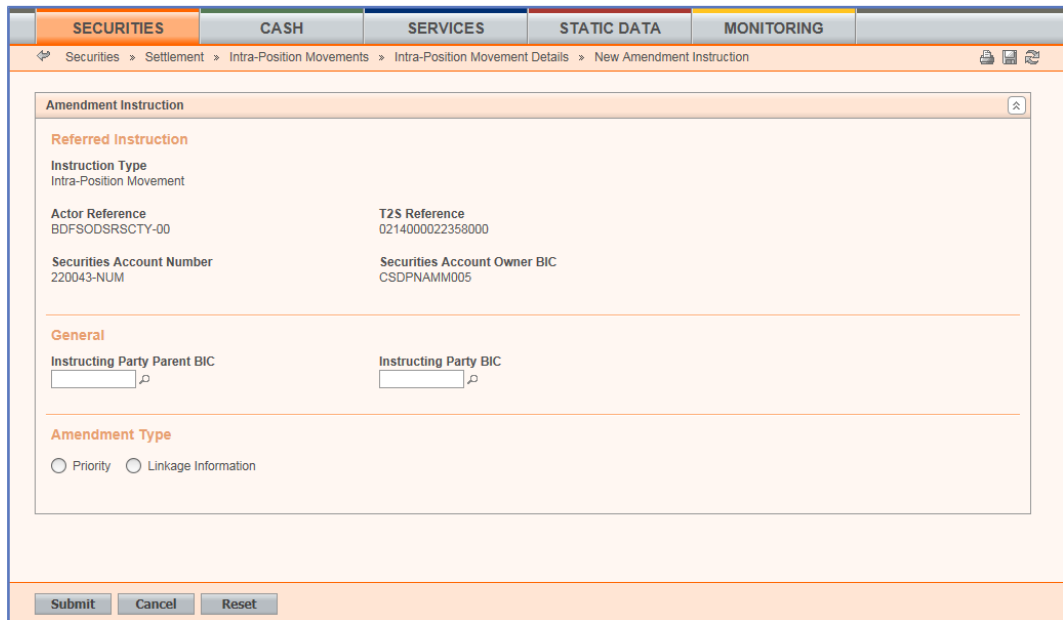 SECURITIES CASH SERVICES STATIC DATA MONITORING
Securities » Settlement » Intra-Position Movements » Intra-Position Movement Details » New Amendment Instruction
Amendment Instruction
Referred Instruction
Instruction Type
Intra-Position Movement
Actor Reference T2S Reference
BDFSODSRSCTY-00 0214000022358000
Securities Account Number Securities Account Owner BIC
220043-NUM CSDPNAMM005
General
Instructing Party Parent BIC Instructing Party BIC
Amendment Type
Priority Linkage Information
Submit Cancel Reset